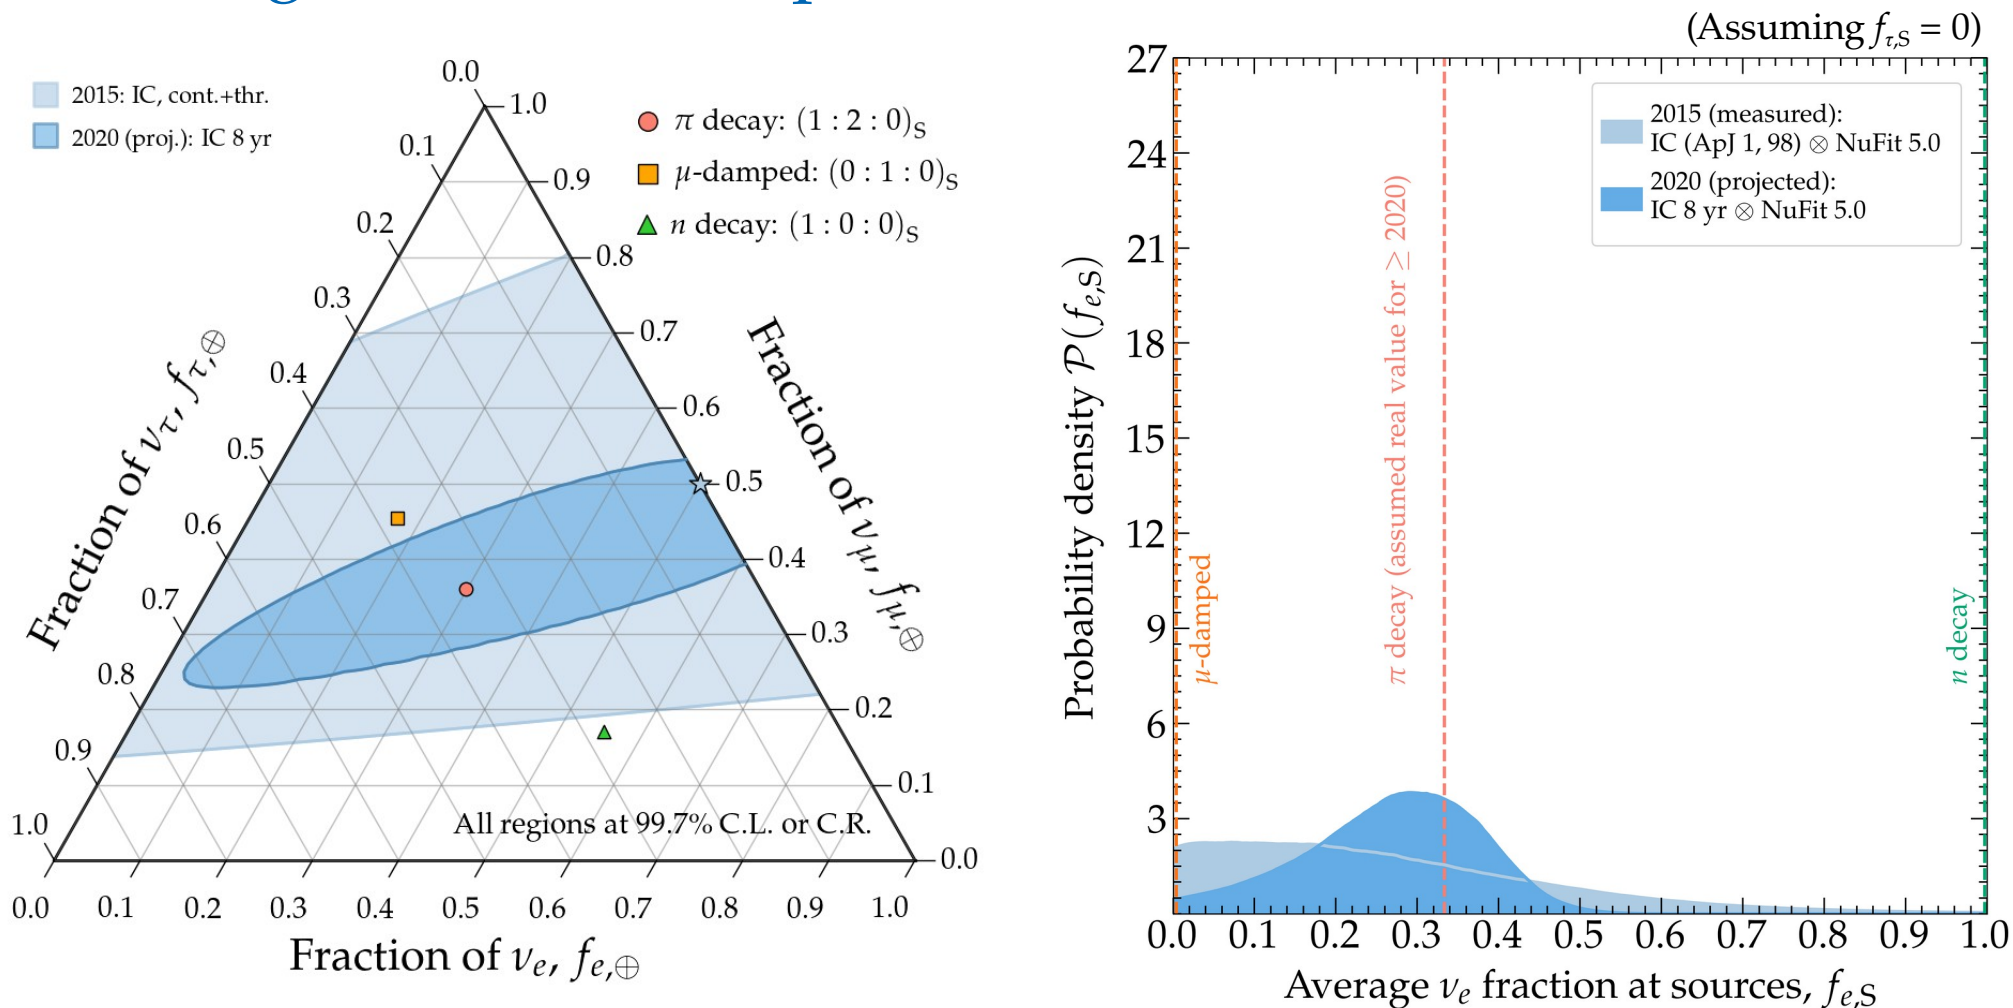 2015: IC, cont.+thr.
2020 (proj.): IC 8 yr
π decay: (1 : 2 : 0)S
μ-damped: (0 : 1 : 0)S
n decay: (1 : 0 : 0)S
Fraction of ντ, fτ,⊕
0.0
0.1
0.2
0.3
0.4
0.5
0.6
0.7
0.8
0.9
1.0
Fraction of νμ, fμ,⊕
1.0
0.9
0.8
0.7
0.6
0.5
0.4
0.3
0.2
0.1
0.0
All regions at 99.7% C.L. or C.R.
0.0 0.1 0.2 0.3 0.4 0.5 0.6 0.7 0.8 0.9 1.0
Fraction of νe, fe,⊕
(Assuming fτ,S = 0)
2015 (measured):
IC (ApJ 1, 98) ⊗ NuFit 5.0
2020 (projected):
IC 8 yr ⊗ NuFit 5.0
Probability density P(fe,S)
27
24
21
18
15
12
9
6
3
μ-damped
π decay (assumed real value for ≥ 2020)
n decay
0.0 0.1 0.2 0.3 0.4 0.5 0.6 0.7 0.8 0.9 1.0
Average νe fraction at sources, fe,S